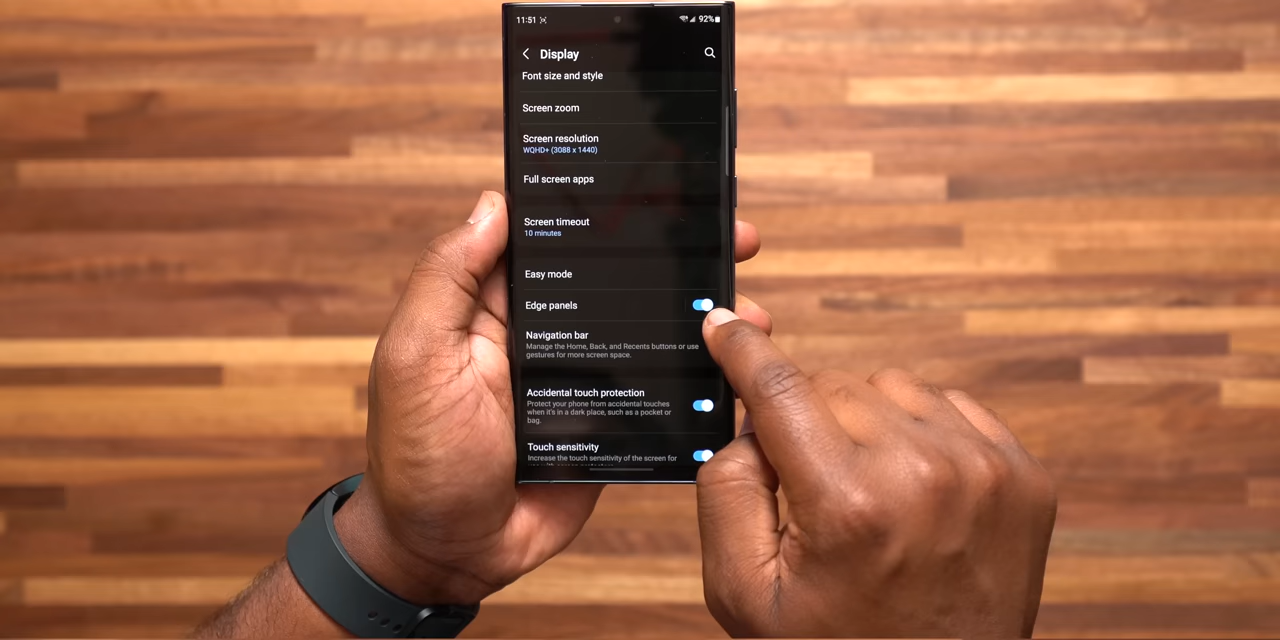 11:51
92%
Display
Font size and style
Screen zoom
Screen resolution
WQHD+ (3088 x 1440)
Full screen apps
Screen timeout
10 minutes
Easy mode
Edge panels
Navigation bar
Manage the Home, Back, and Recents buttons or use
gestures for more screen space.
Accidental touch protection
Protect your phone from accidental touches
when it's in a dark place, such as a pocket or
bag.
Touch sensitivity
Increase the touch sensitivity of the screen for